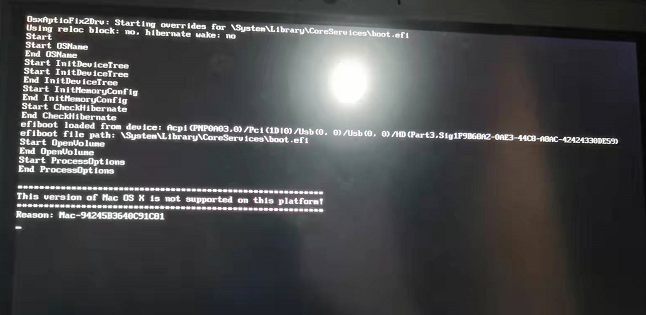 OsxAptioFix2Drv: Starting overrides for \System\Library\CoreServices\boot.efi
Using reloc block: no, hibernate wake: no
Start
Start OSName
End OSName
Start InitDeviceTree
Start InitDeviceTree
End InitDeviceTree
Start InitMemoryConfig
End InitMemoryConfig
Start CheckHibernate
End CheckHibernate
efiboot loaded from device: Acpi(PNP0A03,0)/Pci(1D|0)/Usb(0, 0)/Usb(0, 0)/HD(Part3,Sig1F9B60A2-0AE3-44C8-A8AC-42424330DE59)
efiboot file path: \System\Library\CoreServices\boot.efi
Start OpenVolume
End OpenVolume
Start ProcessOptions
End ProcessOptions
********************************************************
This version of Mac OS X is not supported on this platform!
********************************************************
Reason: Mac-94245B3640C91C81